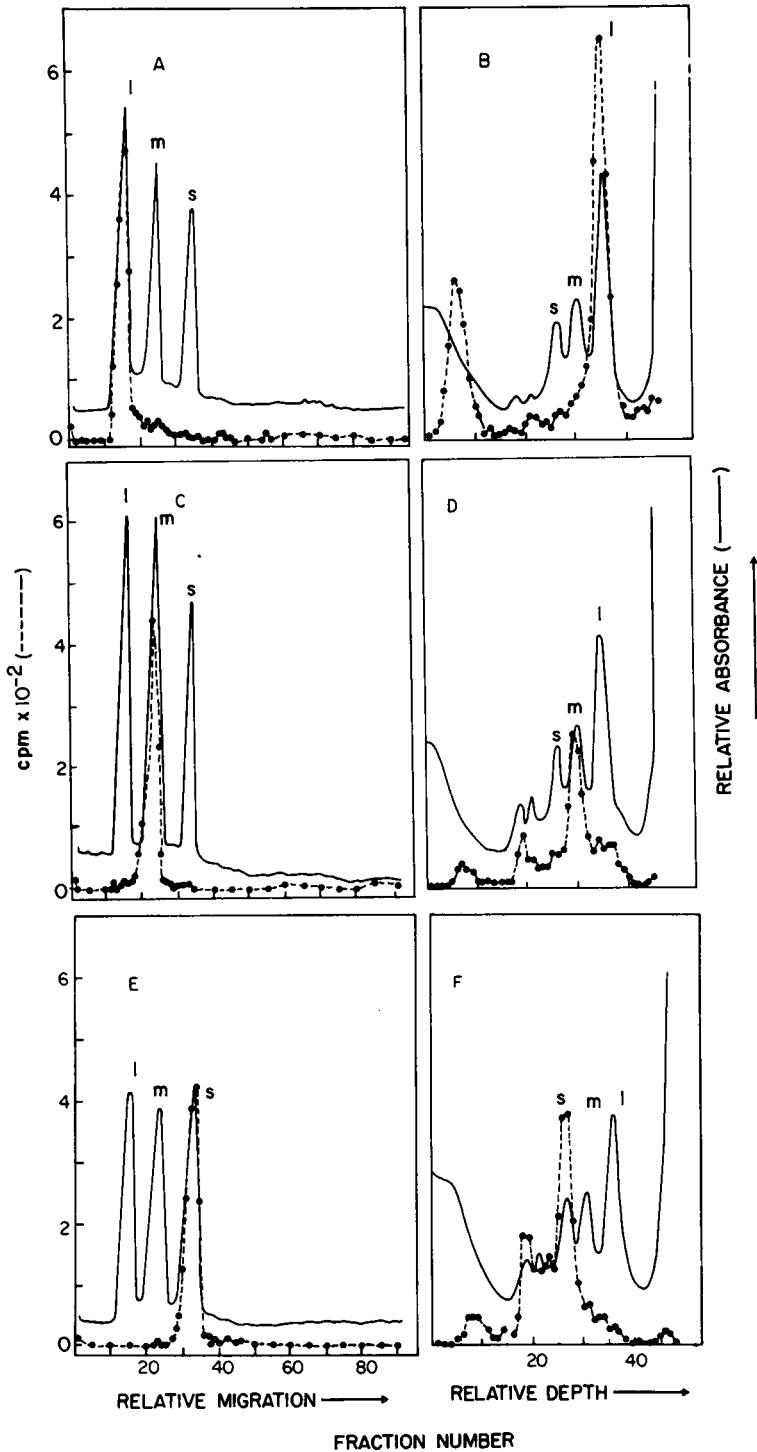 A
B
6
4
2
0
l
m
s
s
m
l
C
D
6
4
2
0
l
m
s
s
m
l
cpm x 10-2 (------)
RELATIVE ABSORBANCE (——)
E
F
6
4
2
0
l
m
s
s
m
l
20 40 60 80
20 40
RELATIVE MIGRATION
RELATIVE DEPTH
FRACTION NUMBER